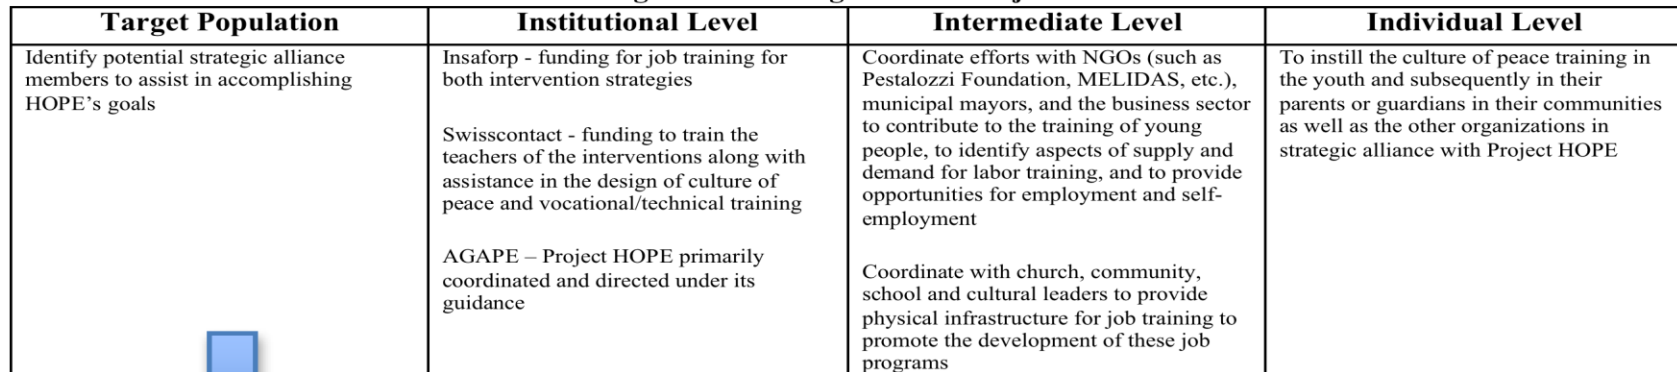 Target Population
Institutional Level
Intermediate Level
Individual Level
Identify potential strategic alliance
members to assist in accomplishing
HOPE’s goals
Insaforp - funding for job training for
both intervention strategies
Swisscontact - funding to train the
teachers of the interventions along with
assistance in the design of culture of
peace and vocational/technical training
AGAPE – Project HOPE primarily
coordinated and directed under its
guidance
Coordinate efforts with NGOs (such as
Pestalozzi Foundation, MELIDAS, etc.),
municipal mayors, and the business sector
to contribute to the training of young
people, to identify aspects of supply and
demand for labor training, and to provide
opportunities for employment and self-
employment
Coordinate with church, community,
school and cultural leaders to provide
physical infrastructure for job training to
promote the development of these job
programs
To instill the culture of peace training in
the youth and subsequently in their
parents or guardians in their communities
as well as the other organizations in
strategic alliance with Project HOPE